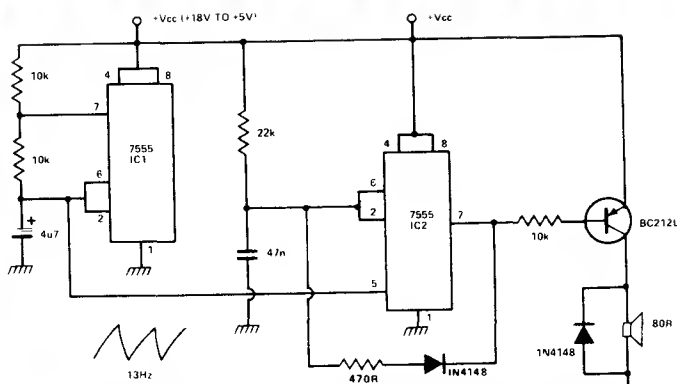 +Vcc (+18V TO +5V)
+Vcc
10k
4
8
7
10k
7555
IC1
6
2
1
+
4u7
22k
47n
4
8
6
2
7555
IC2
7
5
1
10k
BC212L
470R
1N4148
1N4148
80R
13Hz